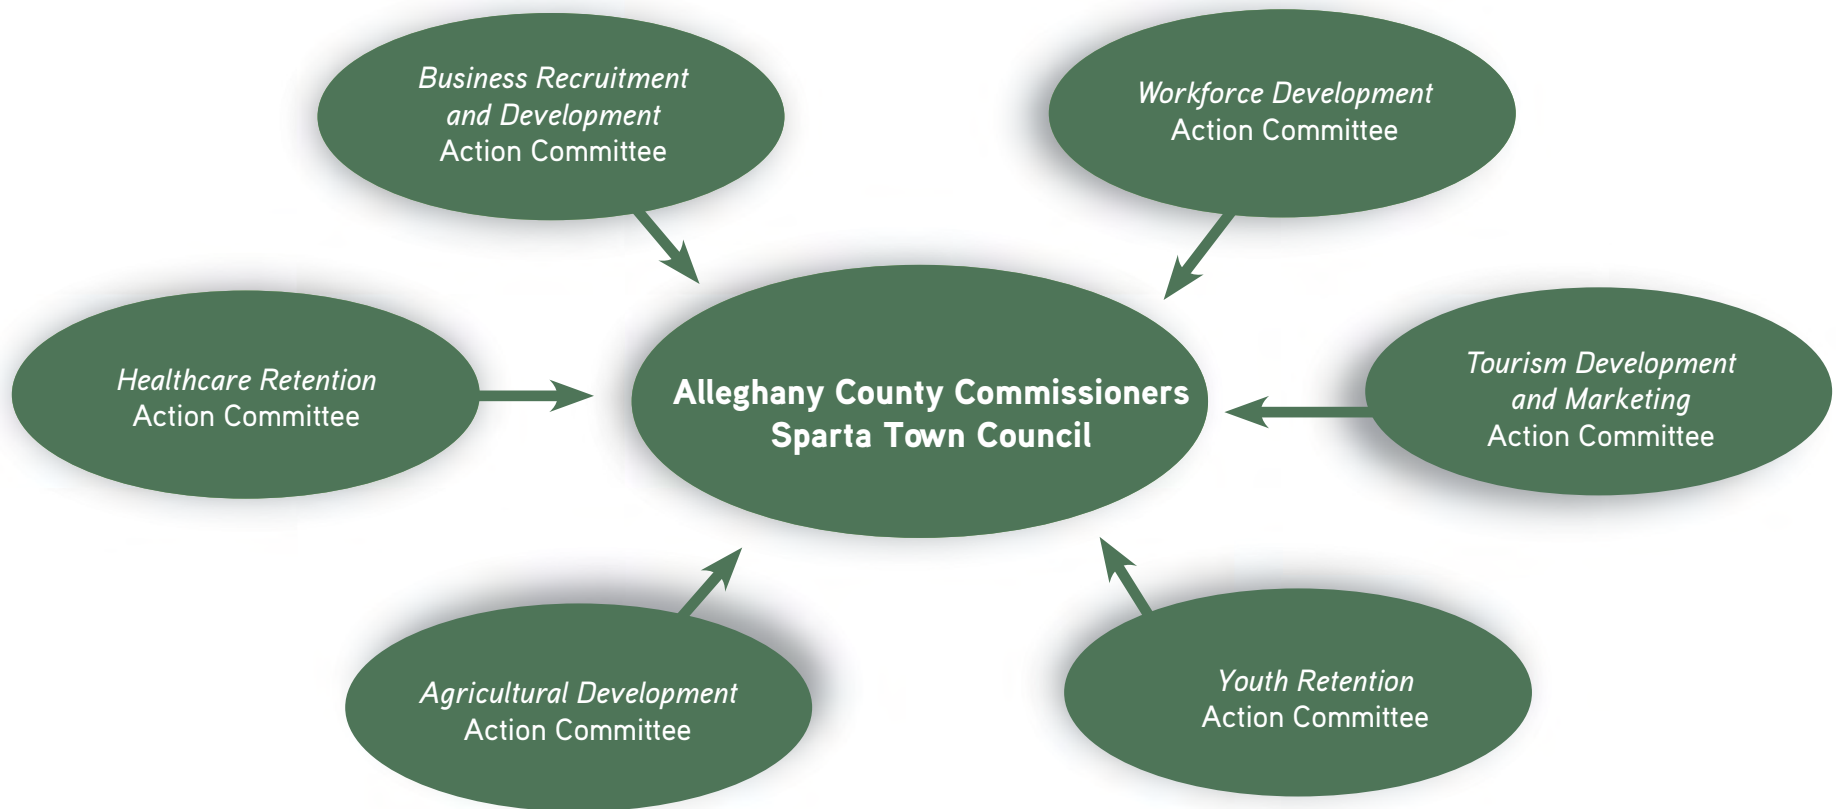 Business Recruitment
and Development
Action Committee
Workforce Development
Action Committee
Healthcare Retention
Action Committee
Alleghany County Commissioners
Sparta Town Council
Tourism Development
and Marketing
Action Committee
Agricultural Development
Action Committee
Youth Retention
Action Committee